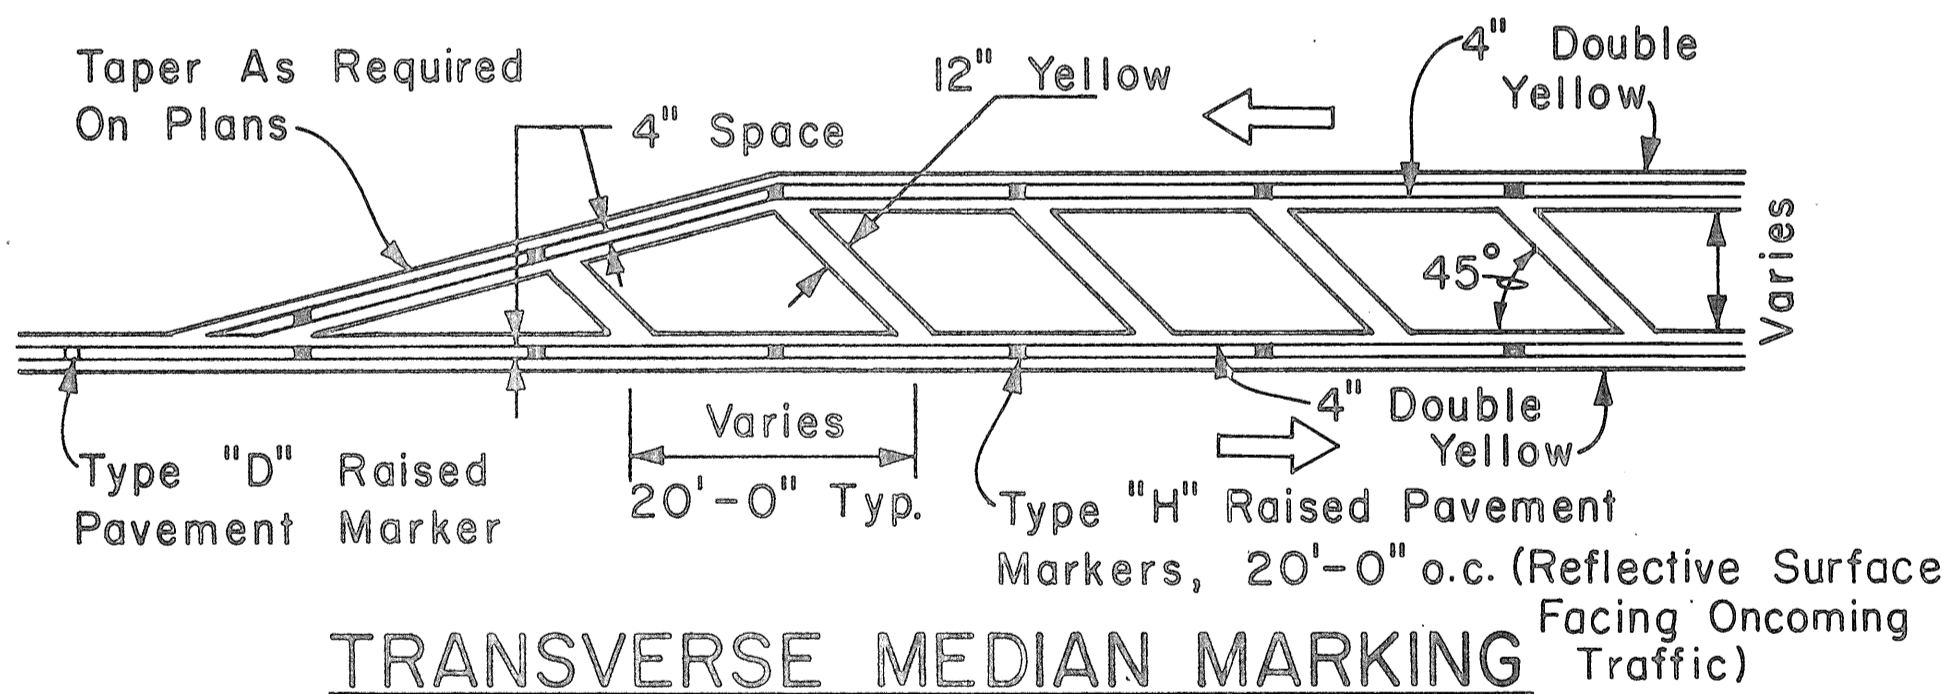 Taper As Required
On Plans
4" Space
12" Yellow
4" Double
Yellow
45°
Varies
Type "D" Raised
Pavement Marker
Varies
20'-0" Typ.
4" Double
Yellow
Type "H" Raised Pavement
Markers, 20'-0" o.c. (Reflective Surface
Facing Oncoming
Traffic)
TRANSVERSE MEDIAN MARKING